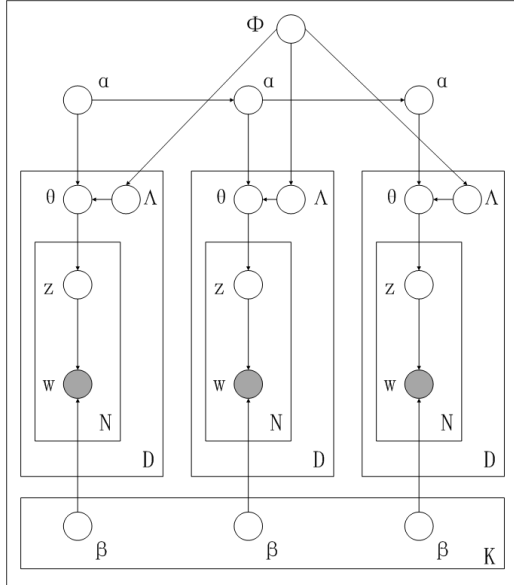 Φ
α α α
θ Λ θ Λ θ Λ
z z z
w w w
N N N
D D D
β β β
K